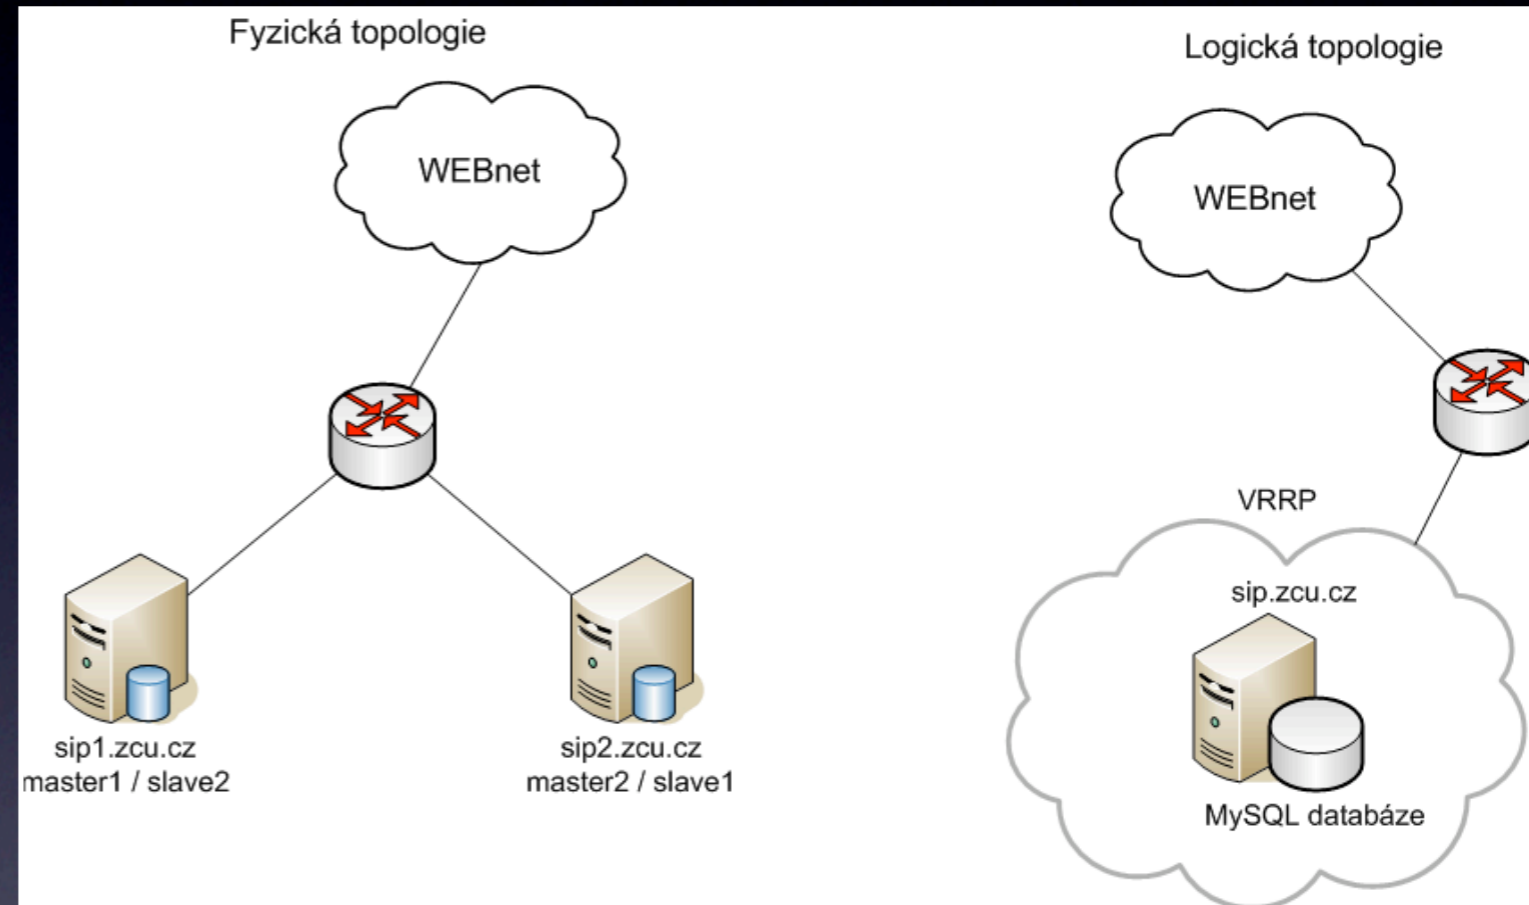 Fyzická topologie
WEBnet
sip1.zcu.cz
master1 / slave2
sip2.zcu.cz
master2 / slave1
Logická topologie
WEBnet
VRRP
sip.zcu.cz
MySQL databáze